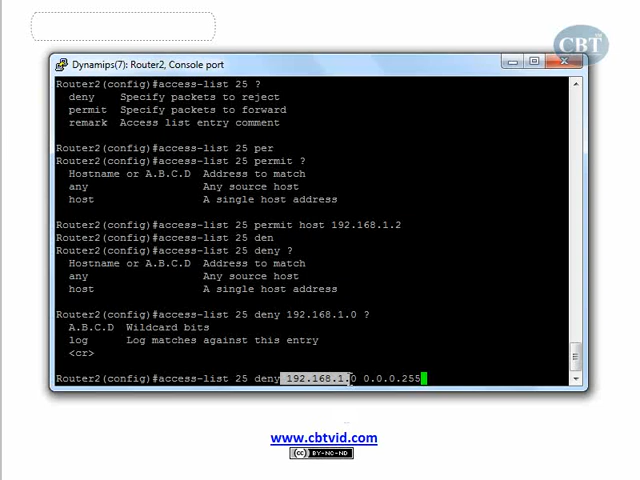 CBT
Dynamips(7): Router2, Console port
Router2(config)#access-list 25 ?
deny Specify packets to reject
permit Specify packets to forward
remark Access list entry comment
Router2(config)#access-list 25 per
Router2(config)#access-list 25 permit ?
Hostname or A.B.C.D Address to match
any Any source host
host A single host address
Router2(config)#access-list 25 permit host 192.168.1.2
Router2(config)#access-list 25 den
Router2(config)#access-list 25 deny ?
Hostname or A.B.C.D Address to match
any Any source host
host A single host address
Router2(config)#access-list 25 deny 192.168.1.0 ?
A.B.C.D Wildcard bits
log Log matches against this entry
<cr>
Router2(config)#access-list 25 deny 192.168.1.0 0.0.0.255
www.cbtvid.com
(cc) BY-NC-ND